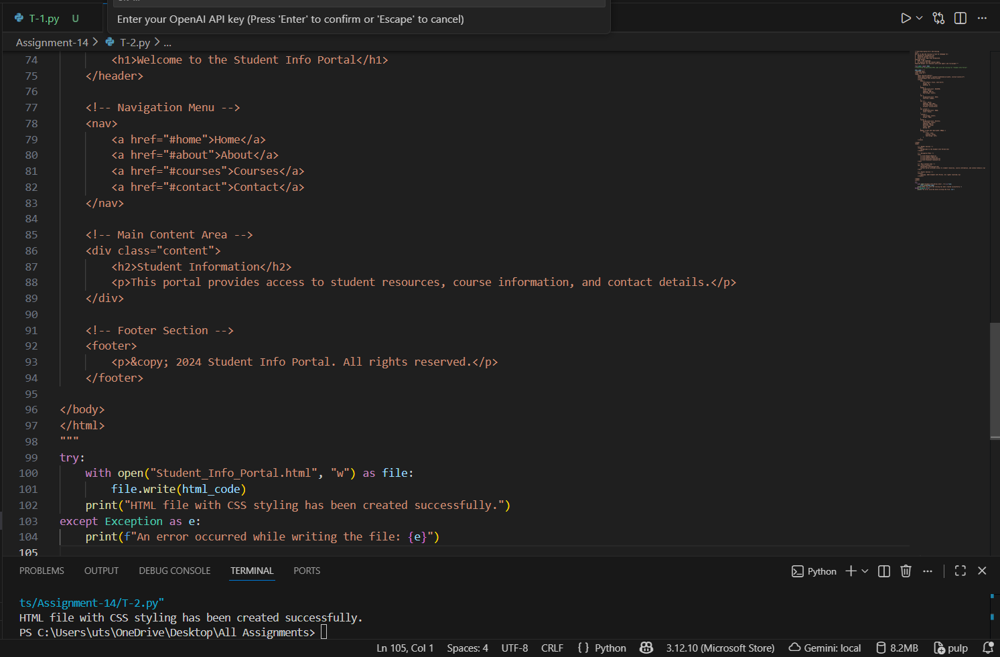 T-1.py U
Enter your OpenAI API key (Press 'Enter' to confirm or 'Escape' to cancel)
Assignment-14 > T-2.py > ...
74 <h1>Welcome to the Student Info Portal</h1>
75 </header>
76
77 <!-- Navigation Menu -->
78 <nav>
79 <a href="#home">Home</a>
80 <a href="#about">About</a>
81 <a href="#courses">Courses</a>
82 <a href="#contact">Contact</a>
83 </nav>
84
85 <!-- Main Content Area -->
86 <div class="content">
87 <h2>Student Information</h2>
88 <p>This portal provides access to student resources, course information, and contact details.</p>
89 </div>
90
91 <!-- Footer Section -->
92 <footer>
93 <p>&copy; 2024 Student Info Portal. All rights reserved.</p>
94 </footer>
95
96 </body>
97 </html>
98 """
99 try:
100 with open("Student_Info_Portal.html", "w") as file:
101 file.write(html_code)
102 print("HTML file with CSS styling has been created successfully.")
103 except Exception as e:
104 print(f"An error occurred while writing the file: {e}")
105
PROBLEMS OUTPUT DEBUG CONSOLE TERMINAL PORTS Python
ts/Assignment-14/T-2.py"
HTML file with CSS styling has been created successfully.
PS C:\Users\uts\OneDrive\Desktop\All Assignments>
Ln 105, Col 1 Spaces: 4 UTF-8 CRLF {} Python 3.12.10 (Microsoft Store) Gemini: local 8.2MB pulp